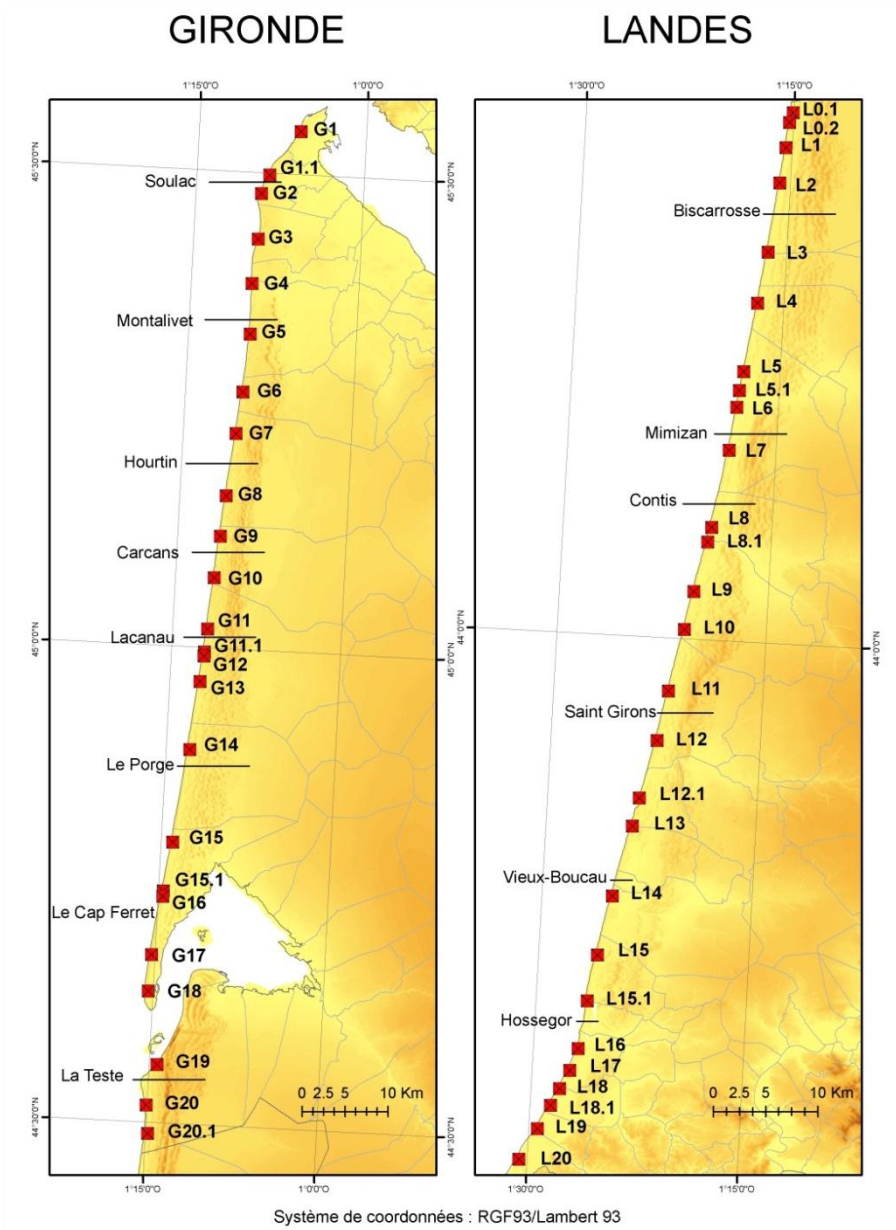 GIRONDE
1°15'0"O
1°0'0"O
45°30'0"N
45°30'0"N
G1
G1.1
Soulac
G2
G3
G4
Montalivet
G5
G6
G7
Hourtin
G8
G9
Carcans
G10
G11
Lacanau
G11.1
G12
45°0'0"N
45°0'0"N
G13
G14
Le Porge
G15
G15.1
G16
Le Cap Ferret
G17
G18
G19
La Teste
G20
G20.1
0 2.5 5 10 Km
44°30'0"N
44°30'0"N
1°15'0"O
1°0'0"O
LANDES
1°30'0"O
1°15'0"O
L0.1
L0.2
L1
L2
Biscarrosse
L3
L4
L5
L5.1
L6
Mimizan
L7
Contis
L8
L8.1
L9
L10
44°0'0"N
44°0'0"N
L11
Saint Girons
L12
L12.1
L13
Vieux-Boucau
L14
L15
L15.1
Hossegor
L16
L17
L18
L18.1
L19
L20
0 2.5 5 10 Km
1°30'0"O
1°15'0"O
Système de coordonnées : RGF93/Lambert 93